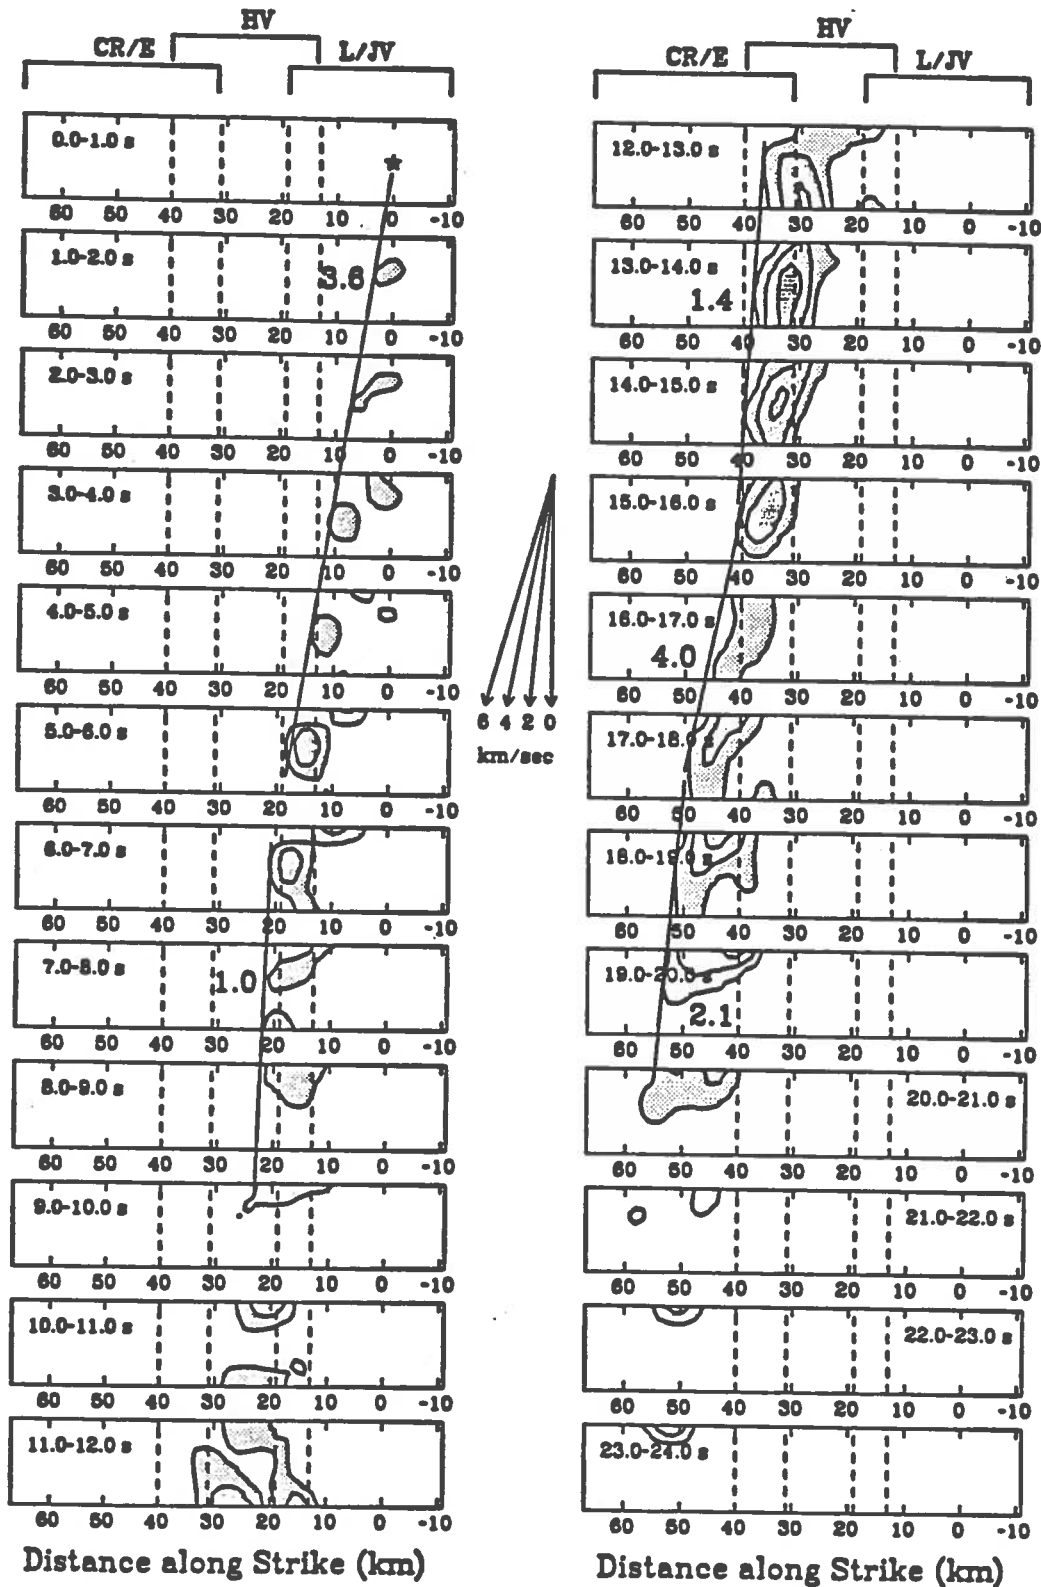 HV
CR/E L/JV
0.0-1.0 s
60 50 40 30 20 10 0 -10
1.0-2.0 s
3.6
60 50 40 30 20 10 0 -10
2.0-3.0 s
60 50 40 30 20 10 0 -10
3.0-4.0 s
60 50 40 30 20 10 0 -10
4.0-5.0 s
60 50 40 30 20 10 0 -10
5.0-6.0 s
60 50 40 30 20 10 0 -10
6.0-7.0 s
60 50 40 30 20 10 0 -10
7.0-8.0 s
1.0
60 50 40 30 20 10 0 -10
8.0-9.0 s
60 50 40 30 20 10 0 -10
9.0-10.0 s
60 50 40 30 20 10 0 -10
10.0-11.0 s
60 50 40 30 20 10 0 -10
11.0-12.0 s
60 50 40 30 20 10 0 -10
Distance along Strike (km)
6 4 2 0
km/sec
HV
CR/E L/JV
12.0-13.0 s
60 50 40 30 20 10 0 -10
13.0-14.0 s
1.4
60 50 40 30 20 10 0 -10
14.0-15.0 s
60 50 40 30 20 10 0 -10
15.0-16.0 s
60 50 40 30 20 10 0 -10
16.0-17.0 s
4.0
60 50 40 30 20 10 0 -10
17.0-18.0 s
60 50 40 30 20 10 0 -10
18.0-19.0 s
60 50 40 30 20 10 0 -10
19.0-20.0 s
2.1
60 50 40 30 20 10 0 -10
20.0-21.0 s
60 50 40 30 20 10 0 -10
21.0-22.0 s
60 50 40 30 20 10 0 -10
22.0-23.0 s
60 50 40 30 20 10 0 -10
23.0-24.0 s
60 50 40 30 20 10 0 -10
Distance along Strike (km)